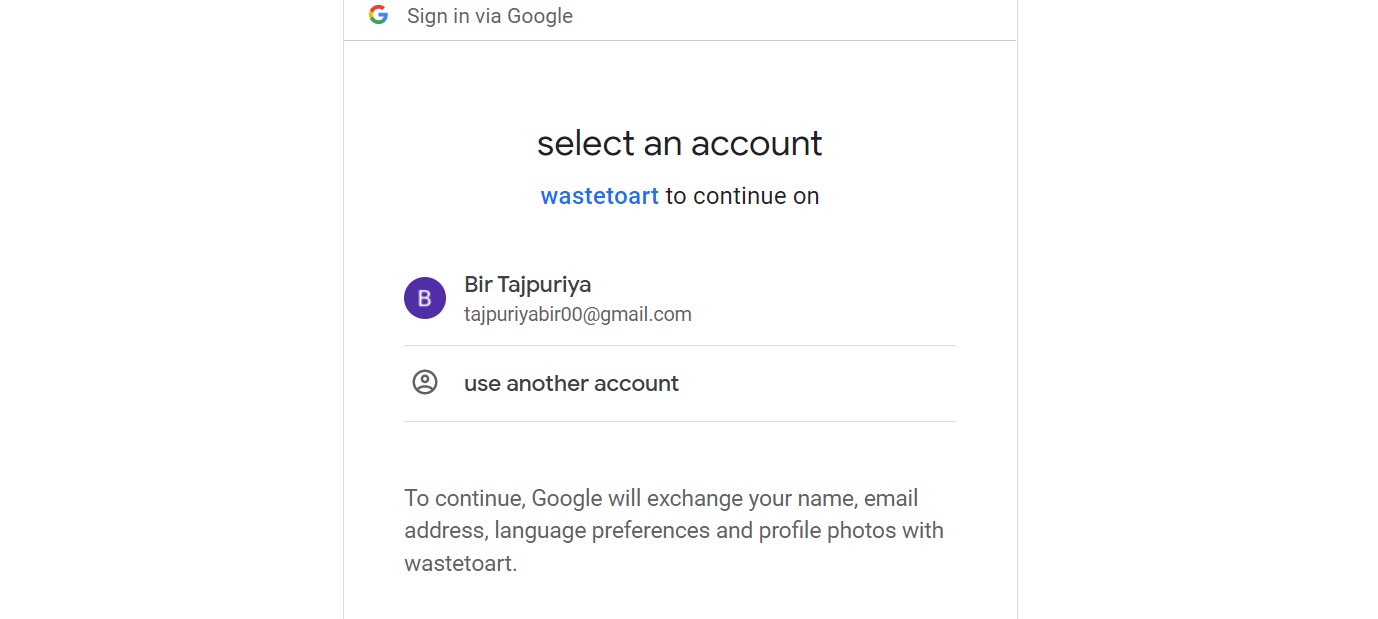 Sign in via Google
select an account
wastetoart to continue on
B
Bir Tajpuriya
tajpuriyabir00@gmail.com
use another account
To continue, Google will exchange your name, email
address, language preferences and profile photos with
wastetoart.